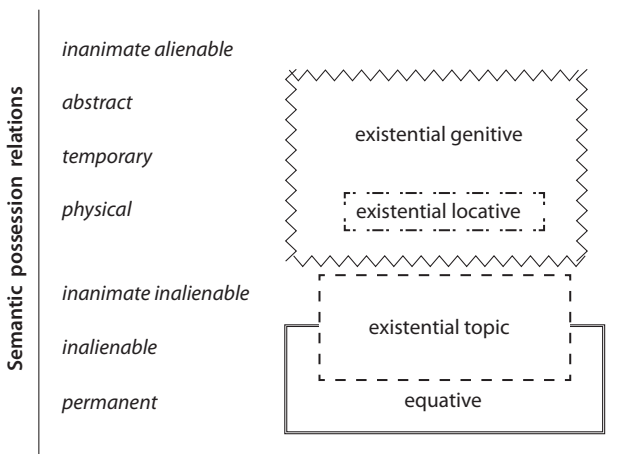 Semantic possession relations
inanimate alienable
abstract
temporary
physical
inanimate inalienable
inalienable
permanent
existential genitive
existential locative
existential topic
equative